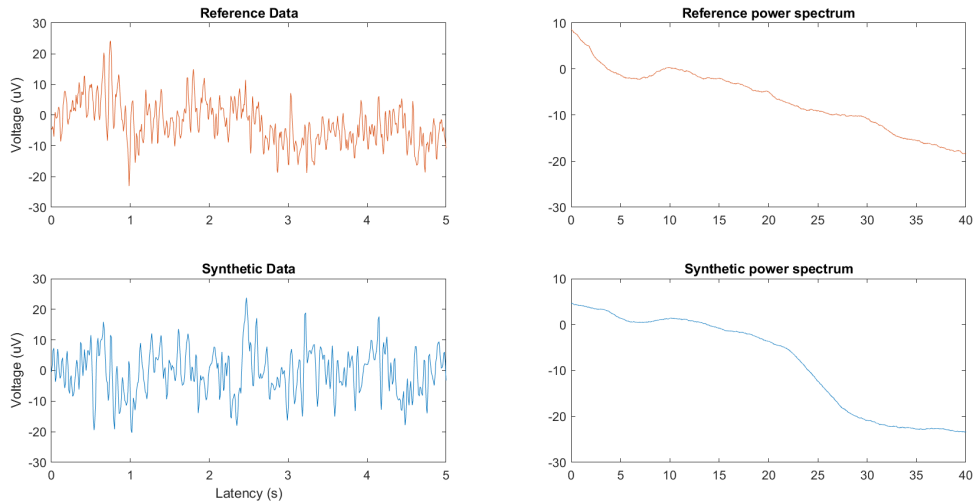 Reference Data
Voltage (uV)
30
20
10
0
-10
-20
-30
0 1 2 3 4 5
Reference power spectrum
10
0
-10
-20
-30
0 5 10 15 20 25 30 35 40
Synthetic Data
Voltage (uV)
30
20
10
0
-10
-20
-30
0 1 2 3 4 5
Latency (s)
Synthetic power spectrum
10
0
-10
-20
-30
0 5 10 15 20 25 30 35 40